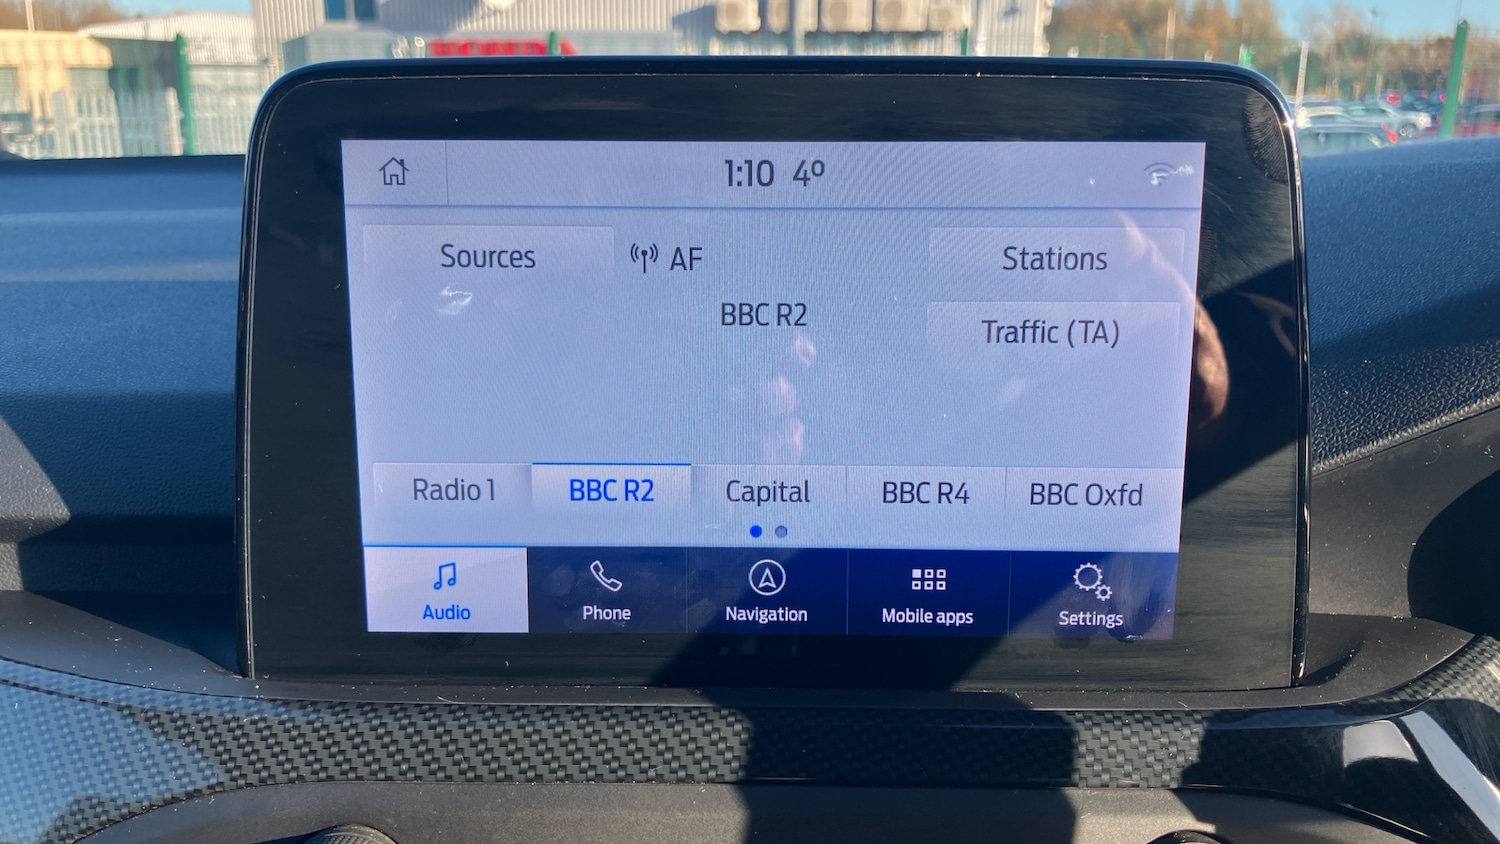 1:10 4º
Sources
AF
Stations
BBC R2
Traffic (TA)
Radio 1
BBC R2
Capital
BBC R4
BBC Oxfd
Audio
Phone
Navigation
Mobile apps
Settings